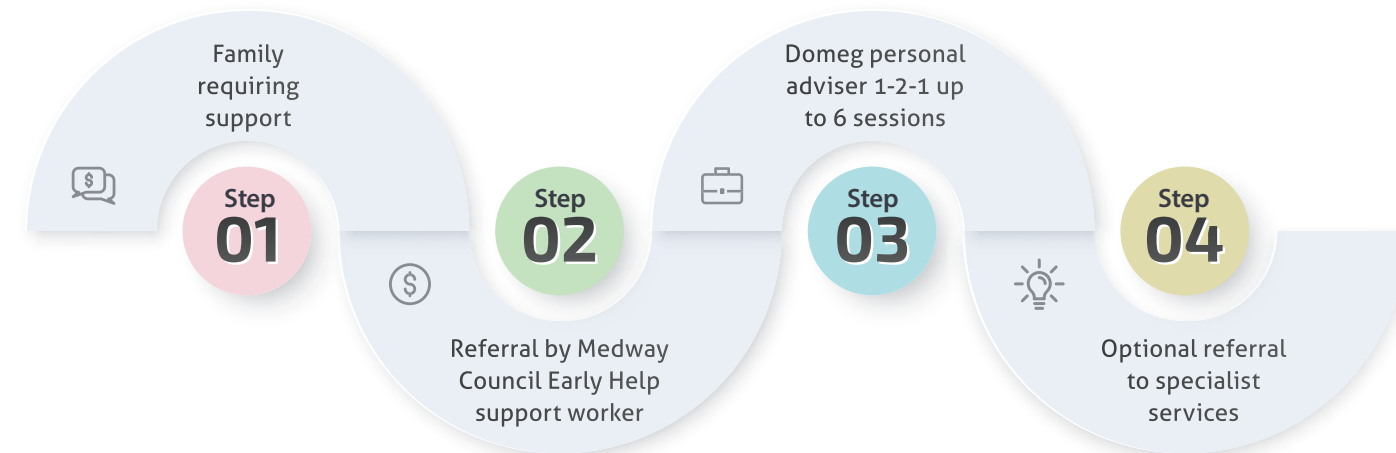 Family
requiring
support
Step
01
Referral by Medway
Council Early Help
support worker
Step
02
Domeg personal
adviser 1-2-1 up
to 6 sessions
Step
03
Optional referral
to specialist
services
Step
04